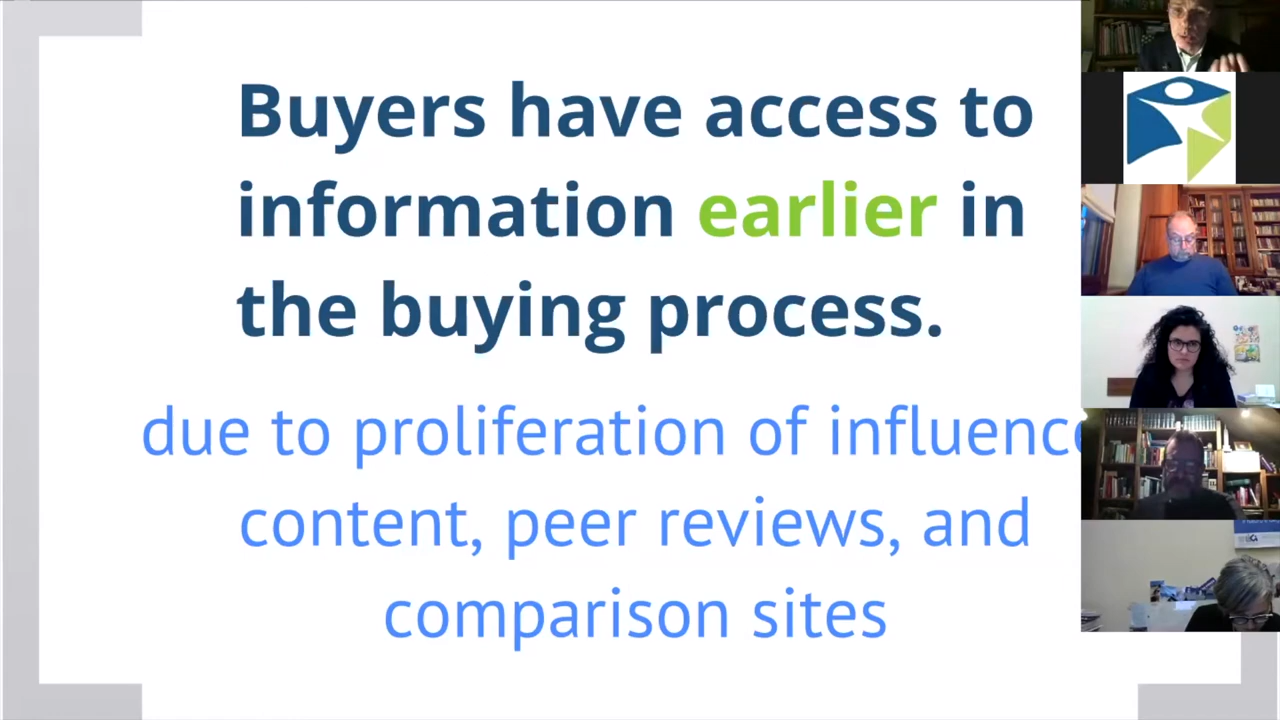 Buyers have access to
information earlier in
the buying process.
due to proliferation of influence
content, peer reviews, and
comparison sites